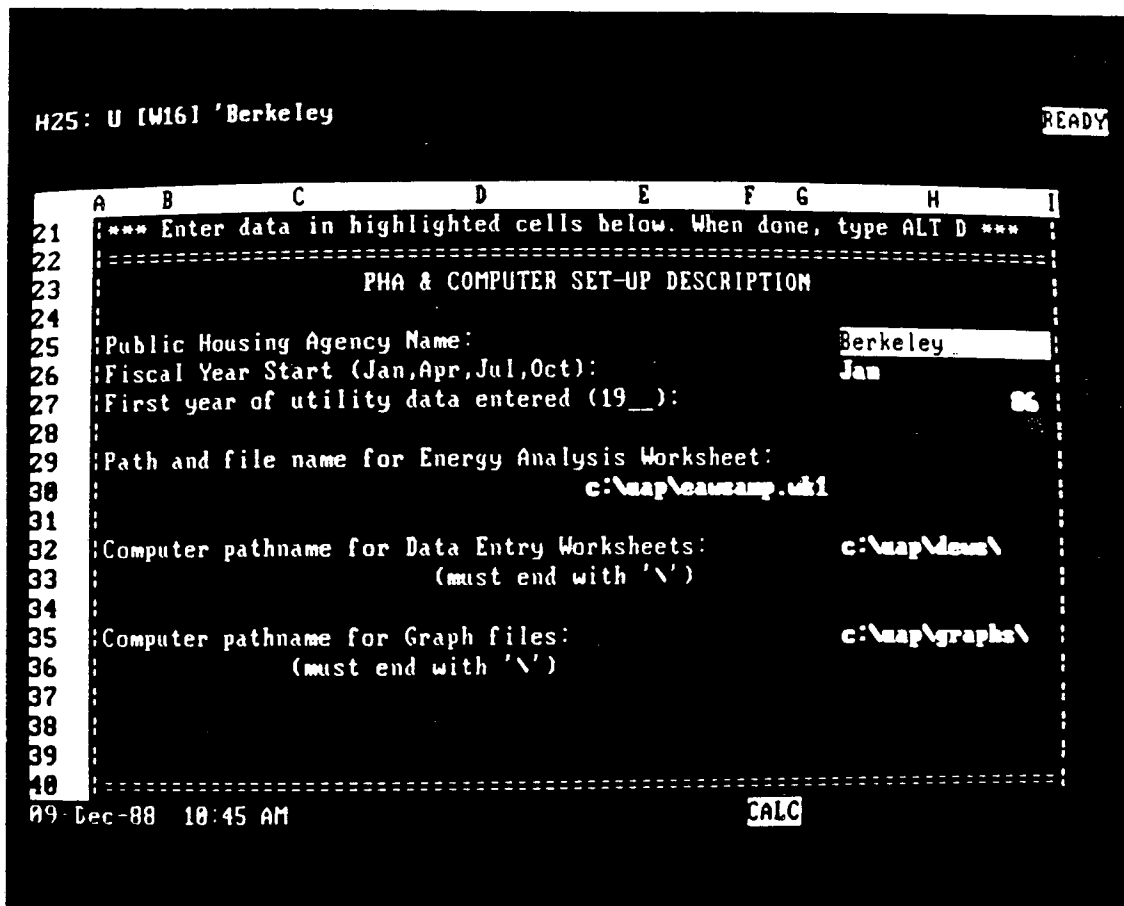 H25: U [W16] 'Berkeley
READY
A B C D E F G H I
21 *** Enter data in highlighted cells below. When done, type ALT D ***
22 ==============================================================
23 PHA & COMPUTER SET-UP DESCRIPTION
24
25 Public Housing Agency Name: Berkeley
26 Fiscal Year Start (Jan,Apr,Jul,Oct): Jan
27 First year of utility data entered (19__): 86
28
29 Path and file name for Energy Analysis Worksheet:
30 c:\map\eawsamp.wk1
31
32 Computer pathname for Data Entry Worksheets: c:\map\dews\
33 (must end with '\')
34
35 Computer pathname for Graph files: c:\map\graphs\
36 (must end with '\')
37
38
39
40 ==============================================================
09-Dec-88 10:45 AM CALC